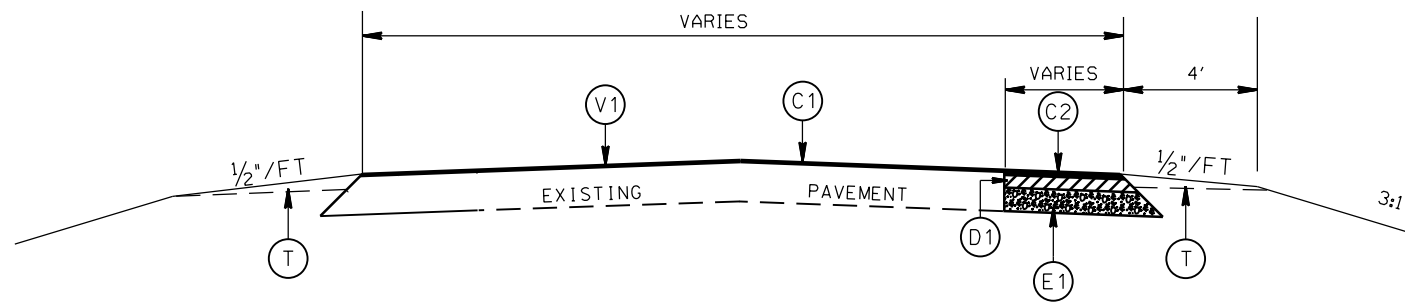 VARIES
VARIES
4'
V1
C1
C2
1/2"/FT
1/2"/FT
EXISTING PAVEMENT
3:1
D1
T
T
E1